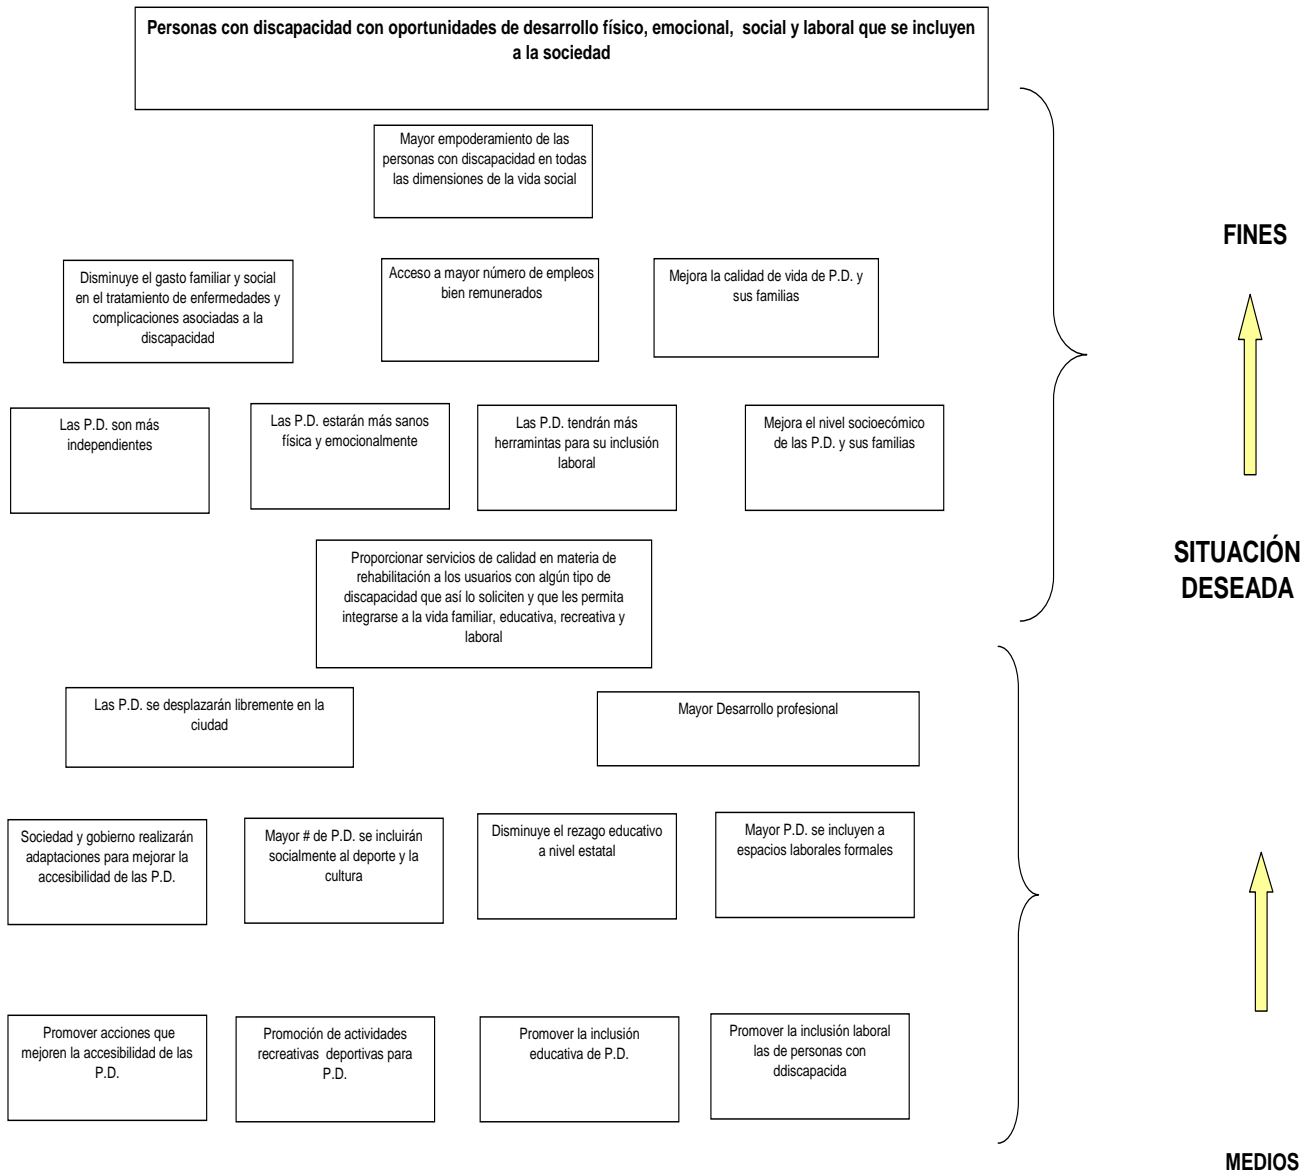 Personas con discapacidad con oportunidades de desarrollo físico, emocional, social y laboral que se incluyen
a la sociedad
Mayor empoderamiento de las
personas con discapacidad en todas
las dimensiones de la vida social
FINES
Disminuye el gasto familiar y social
en el tratamiento de enfermedades y
complicaciones asociadas a la
discapacidad
Acceso a mayor número de empleos
bien remunerados
Mejora la calidad de vida de P.D. y
sus familias
Las P.D. son más
independientes
Las P.D. estarán más sanos
física y emocionalmente
Las P.D. tendrán más
herramintas para su inclusión
laboral
Mejora el nivel socioecómico
de las P.D. y sus familias
SITUACIÓN
DESEADA
Proporcionar servicios de calidad en materia de
rehabilitación a los usuarios con algún tipo de
discapacidad que así lo soliciten y que les permita
integrarse a la vida familiar, educativa, recreativa y
laboral
Las P.D. se desplazarán libremente en la
ciudad
Mayor Desarrollo profesional
Sociedad y gobierno realizarán
adaptaciones para mejorar la
accesibilidad de las P.D.
Mayor # de P.D. se incluirán
socialmente al deporte y la
cultura
Disminuye el rezago educativo
a nivel estatal
Mayor P.D. se incluyen a
espacios laborales formales
Promover acciones que
mejoren la accesibilidad de las
P.D.
Promoción de actividades
recreativas deportivas para
P.D.
Promover la inclusión
educativa de P.D.
Promover la inclusión laboral
las de personas con
ddiscapacida
MEDIOS